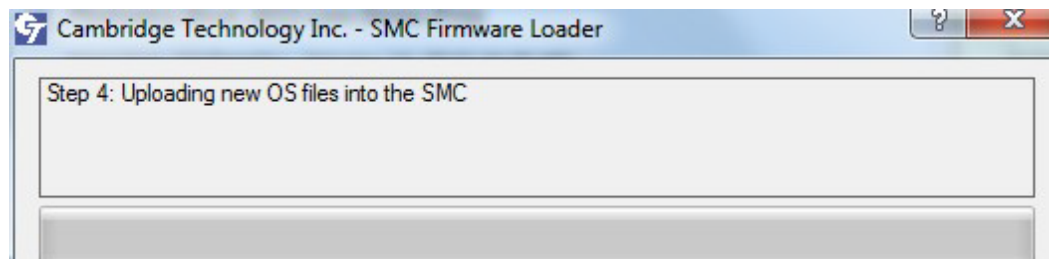 Cambridge Technology Inc. - SMC Firmware Loader
Step 4: Uploading new OS files into the SMC